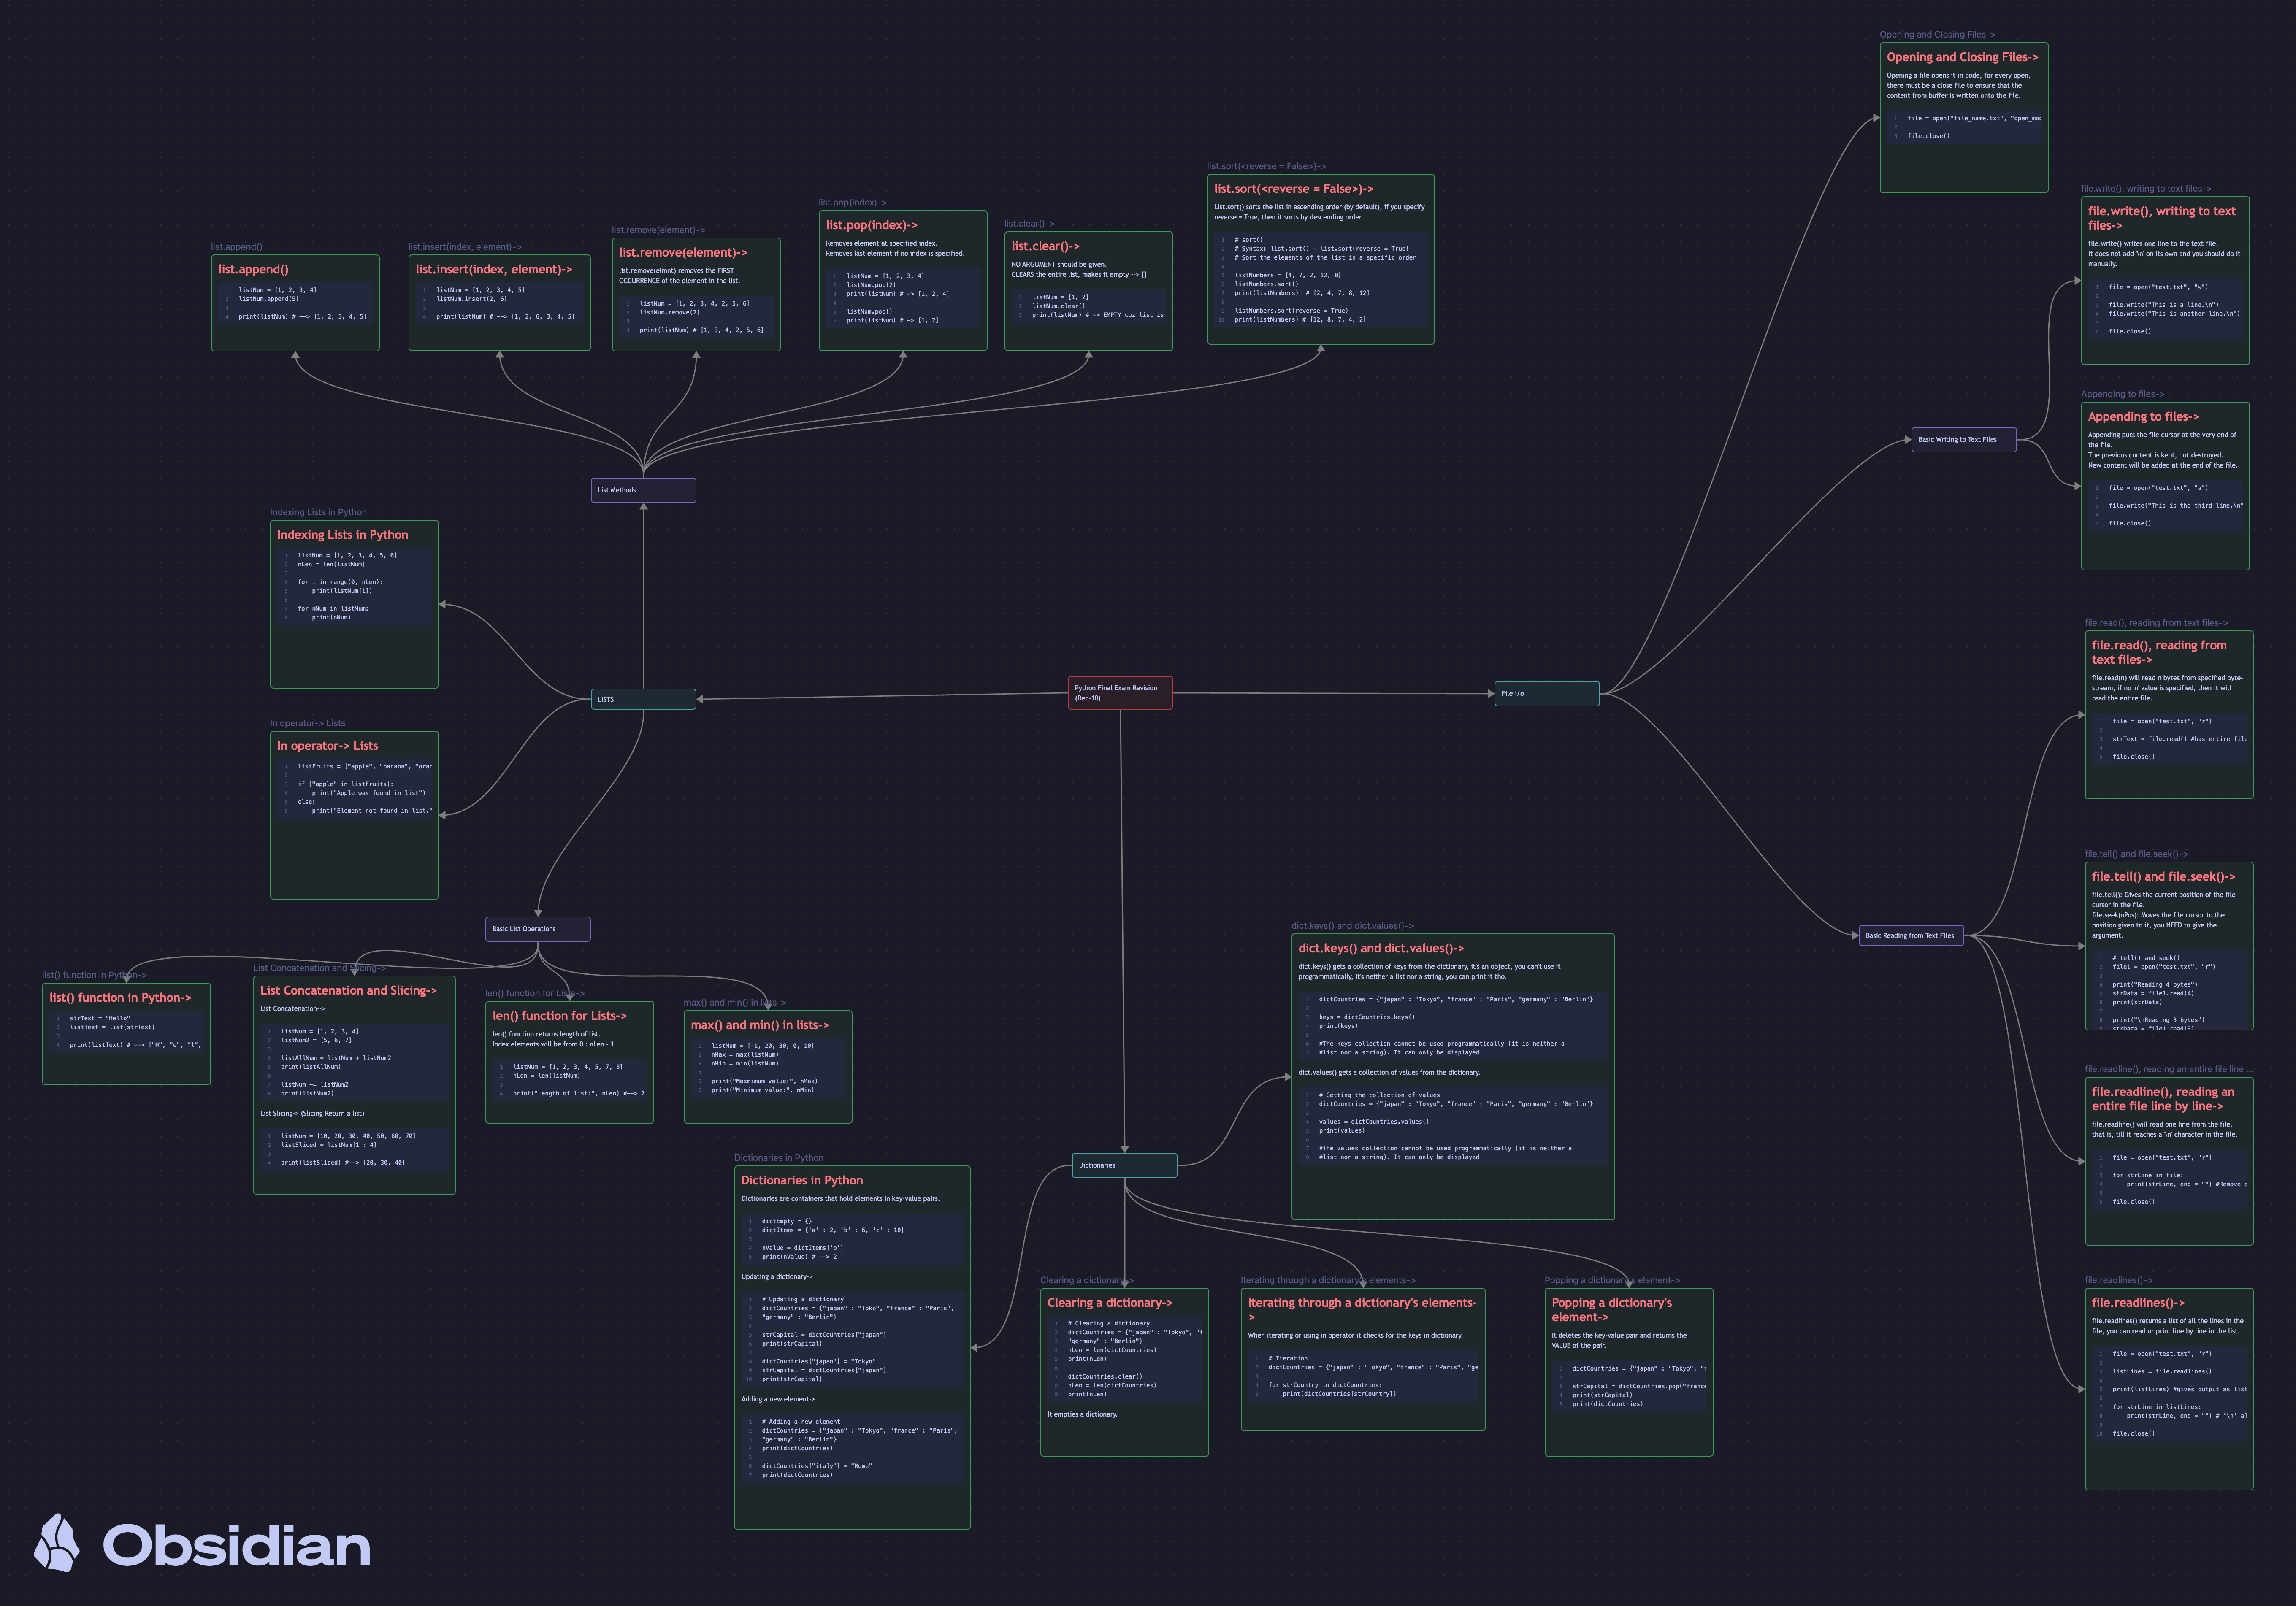 Opening and Closing Files->
Opening and Closing Files->
Opening a file opens it in code, for every open,
there must be a close file to ensure that the
content from buffer is written onto the file.
1 file = open("file_name.txt", "open_moc
2
3 file.close()
list.sort(<reverse = False>)->
list.sort(<reverse = False>)->
List.sort() sorts the list in ascending order (by default), if you specify
reverse = True, then it sorts by descending order.
1 # sort()
2 # Syntax: list.sort() ~ list.sort(reverse = True)
3 # Sort the elements of the list in a specific order
4
5 listNumbers = [4, 7, 2, 12, 8]
6 listNumbers.sort()
7 print(listNumbers) # [2, 4, 7, 8, 12]
8
9 listNumbers.sort(reverse = True)
10 print(listNumbers) # [12, 8, 7, 4, 2]
file.write(), writing to text files->
file.write(), writing to text
files->
file.write() writes one line to the text file.
It does not add '\n' on its own and you should do it
manually.
1 file = open("test.txt", "w")
2
3 file.write("This is a line.\n")
4 file.write("This is another line.\n")
5
6 file.close()
list.pop(index)->
list.pop(index)->
Removes element at specified index.
Removes last element if no index is specified.
1 listNum = [1, 2, 3, 4]
2 listNum.pop(2)
3 print(listNum) # -> [1, 2, 4]
4
5 listNum.pop()
6 print(listNum) # -> [1, 2]
list.clear()->
list.clear()->
NO ARGUMENT should be given.
CLEARS the entire list, makes it empty --> []
1 listNum = [1, 2]
2 listNum.clear()
3 print(listNum) # -> EMPTY cuz list is
list.remove(element)->
list.remove(element)->
list.remove(elmnt) removes the FIRST
OCCURRENCE of the element in the list.
1 listNum = [1, 2, 3, 4, 2, 5, 6]
2 listNum.remove(2)
3
4 print(listNum) # [1, 3, 4, 2, 5, 6]
list.append()
list.append()
1 listNum = [1, 2, 3, 4]
2 listNum.append(5)
3
4 print(listNum) # --> [1, 2, 3, 4, 5]
list.insert(index, element)->
list.insert(index, element)->
1 listNum = [1, 2, 3, 4, 5]
2 listNum.insert(2, 6)
3
4 print(listNum) # --> [1, 2, 6, 3, 4, 5]
Appending to files->
Appending to files->
Appending puts the file cursor at the very end of
the file.
The previous content is kept, not destroyed.
New content will be added at the end of the file.
1 file = open("test.txt", "a")
2
3 file.write("This is the third line.\n"
4
5 file.close()
Basic Writing to Text Files
List Methods
Indexing Lists in Python
Indexing Lists in Python
1 listNum = [1, 2, 3, 4, 5, 6]
2 nLen = len(listNum)
3
4 for i in range(0, nLen):
5 print(listNum[i])
6
7 for nNum in listNum:
8 print(nNum)
file.read(), reading from text files->
file.read(), reading from
text files->
file.read(n) will read n bytes from specified byte-
stream, if no 'n' value is specified, then it will
read the entire file.
1 file = open("test.txt", "r")
2
3 strText = file.read() #has entire file
4
5 file.close()
LISTS
Python Final Exam Revision
(Dec-10)
File i/o
In operator-> Lists
In operator-> Lists
1 listFruits = ["apple", "banana", "orar
2
3 if ("apple" in listFruits):
4 print("Apple was found in list")
5 else:
6 print("Element not found in list."
file.tell() and file.seek()->
file.tell() and file.seek()->
file.tell(): Gives the current position of the file
cursor in the file.
file.seek(nPos): Moves the file cursor to the
position given to it, you NEED to give the
argument.
1 # tell() and seek()
2 file1 = open("test.txt", "r")
3
4 print("Reading 4 bytes")
5 strData = file1.read(4)
6 print(strData)
7
8 print("\nReading 3 bytes")
9 strData = file1.read(3)
Basic List Operations
Basic Reading from Text Files
dict.keys() and dict.values()->
dict.keys() and dict.values()->
dict.keys() gets a collection of keys from the dictionary, it's an object, you can't use it
programmatically, it's neither a list nor a string, you can print it tho.
1 dictCountries = {"japan" : "Tokyo", "france" : "Paris", "germany" : "Berlin"}
2
3 keys = dictCountries.keys()
4 print(keys)
5
6 #The keys collection cannot be used programmatically (it is neither a
7 #list nor a string). It can only be displayed
dict.values() gets a collection of values from the dictionary.
1 # Getting the collection of values
2 dictCountries = {"japan" : "Tokyo", "france" : "Paris", "germany" : "Berlin"}
3
4 values = dictCountries.values()
5 print(values)
6
7 #The values collection cannot be used programmatically (it is neither a
8 #list nor a string). It can only be displayed
list() function in Python->
list() function in Python->
1 strText = "Hello"
2 listText = list(strText)
3
4 print(listText) # --> ["H", "e", "l",
List Concatenation and Slicing->
List Concatenation and Slicing->
List Concatenation-->
1 listNum = [1, 2, 3, 4]
2 listNum2 = [5, 6, 7]
3
4 listAllNum = listNum + listNum2
5 print(listAllNum)
6
7 listNum += listNum2
8 print(listNum2)
List Slicing-> (Slicing Return a list)
1 listNum = [10, 20, 30, 40, 50, 60, 70]
2 listSliced = listNum[1 : 4]
3
4 print(listSliced) #--> [20, 30, 40]
len() function for Lists->
len() function for Lists->
len() function returns length of list.
Index elements will be from 0 : nLen - 1
1 listNum = [1, 2, 3, 4, 5, 7, 8]
2 nLen = len(listNum)
3
4 print("Length of list:", nLen) #--> 7
max() and min() in lists->
max() and min() in lists->
1 listNum = [-1, 20, 30, 0, 10]
2 nMax = max(listNum)
3 nMin = min(listNum)
4
5 print("Maxmimum value:", nMax)
6 print("Minimum value:", nMin)
file.readline(), reading an entire file line ...
file.readline(), reading an
entire file line by line->
file.readline() will read one line from the file,
that is, till it reaches a '\n' character in the file.
1 file = open("test.txt", "r")
2
3 for strLine in file:
4 print(strLine, end = "") #Remove e
5
6 file.close()
Dictionaries in Python
Dictionaries in Python
Dictionaries are containers that hold elements in key-value pairs.
1 dictEmpty = {}
2 dictItems = {'a' : 2, 'b' : 6, 'c' : 10}
3
4 nValue = dictItems['b']
5 print(nValue) # --> 2
Updating a dictionary->
1 # Updating a dictionary
2 dictCountries = {"japan" : "Toko", "france" : "Paris",
3 "germany" : "Berlin"}
4
5 strCapital = dictCountries["japan"]
6 print(strCapital)
7
8 dictCountries["japan"] = "Tokyo"
9 strCapital = dictCountries["japan"]
10 print(strCapital)
Adding a new element->
1 # Adding a new element
2 dictCountries = {"japan" : "Tokyo", "france" : "Paris",
3 "germany" : "Berlin"}
4 print(dictCountries)
5
6 dictCountries["italy"] = "Rome"
7 print(dictCountries)
Dictionaries
Clearing a dictionary->
Clearing a dictionary->
1 # Clearing a dictionary
2 dictCountries = {"japan" : "Tokyo", "f
3 "germany" : "Berlin"}
4 nLen = len(dictCountries)
5 print(nLen)
6
7 dictCountries.clear()
8 nLen = len(dictCountries)
9 print(nLen)
It empties a dictionary.
Iterating through a dictionary's elements->
Iterating through a dictionary's elements-
>
When iterating or using in operator it checks for the keys in dictionary.
1 # Iteration
2 dictCountries = {"japan" : "Tokyo", "france" : "Paris", "ge
3
4 for strCountry in dictCountries:
5 print(dictCountries[strCountry])
Popping a dictionary's element->
Popping a dictionary's
element->
It deletes the key-value pair and returns the
VALUE of the pair.
1 dictCountries = {"japan" : "Tokyo", "f
2
3 strCapital = dictCountries.pop("france
4 print(strCapital)
5 print(dictCountries)
file.readlines()->
file.readlines()->
file.readlines() returns a list of all the lines in the
file, you can read or print line by line in the list.
1 file = open("test.txt", "r")
2
3 listLines = file.readlines()
4
5 print(listLines) #gives output as list
6
7 for strLine in listLines:
8 print(strLine, end = "") # '\n' al
9
10 file.close()
Obsidian